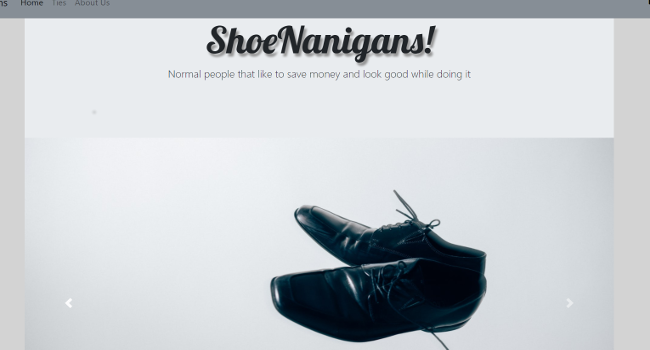 ns Home Ties About Us
ShoeNanigans!
Normal people that like to save money and look good while doing it